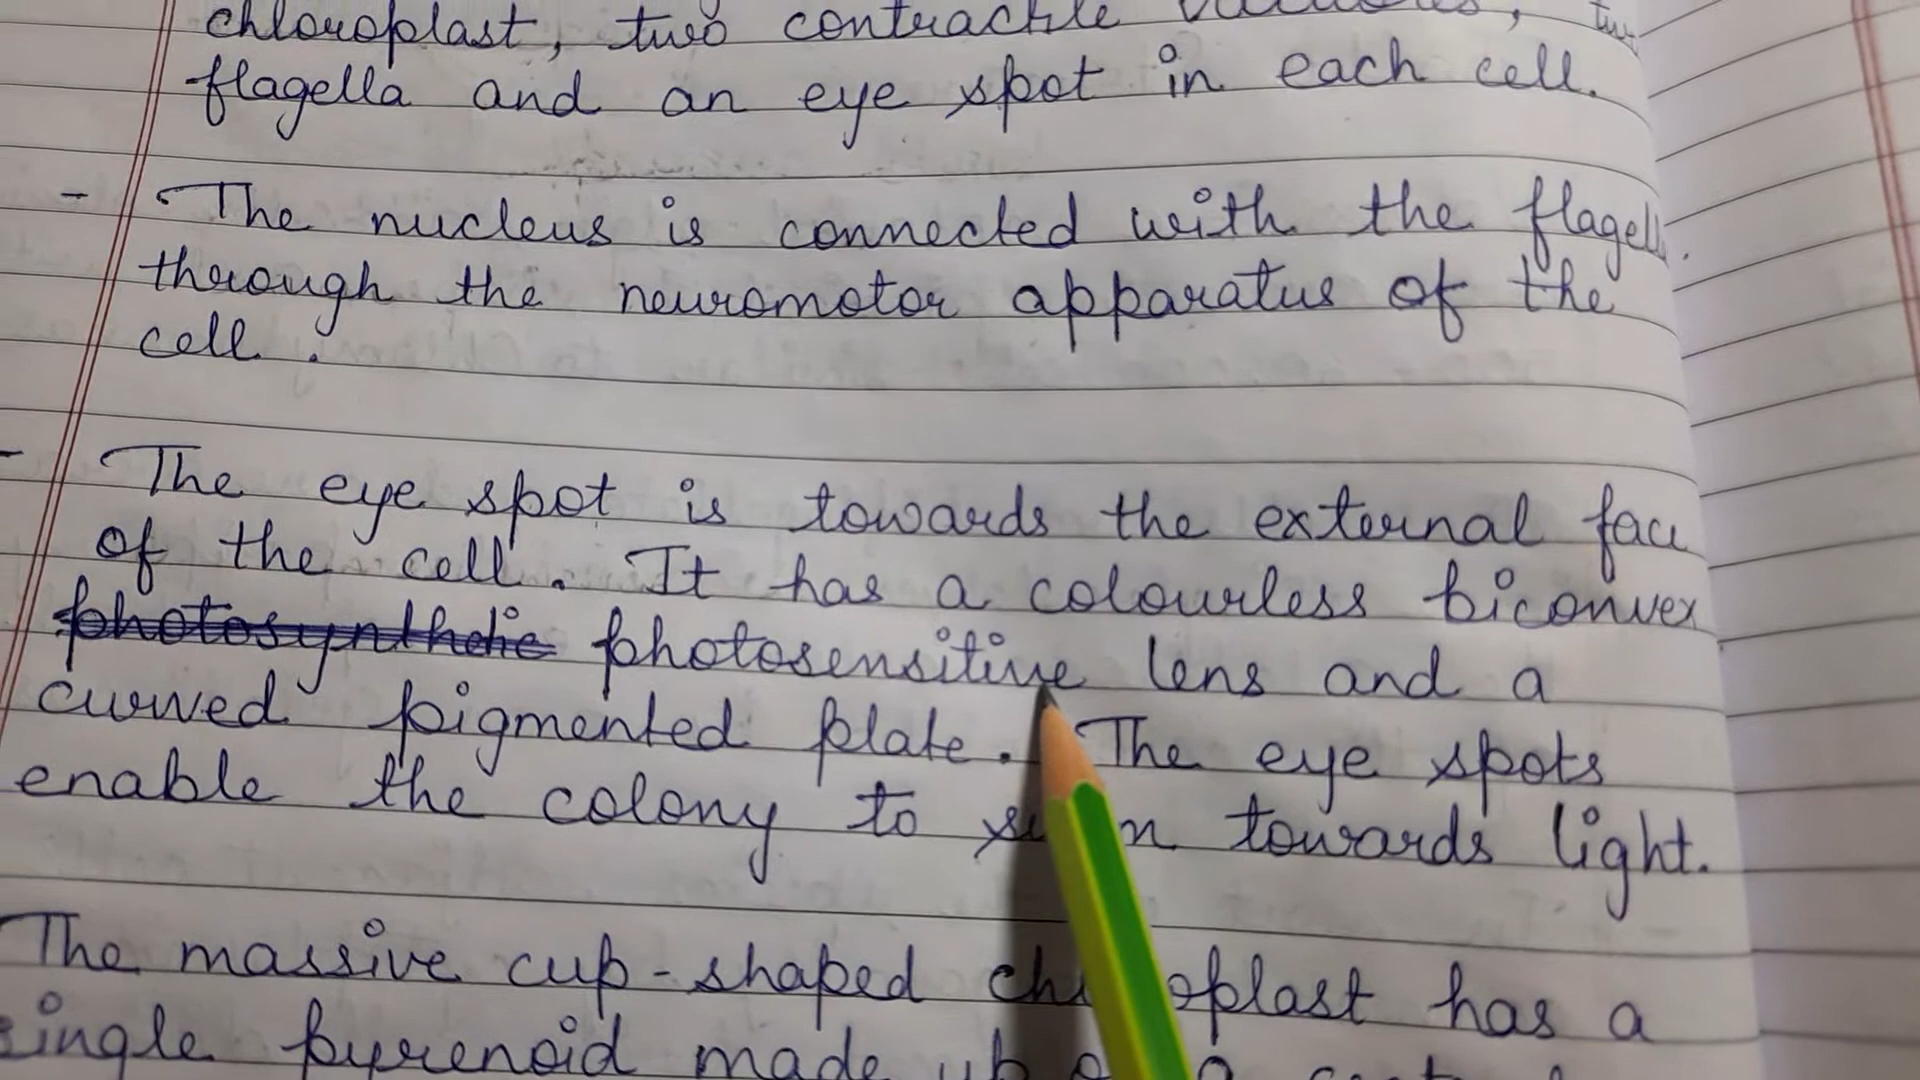 chloroplast, two contractile
flagella and an eye spot in each cell.
- The nucleus is connected with the
through the neuromotor apparatus of the
cell.
- The eye spot is towards the external face
of the cell. It has a colourless biconvex
photosynthetic photosensitive lens and a
curved pigmented plate. The eye spots
enable the colony to towards light.
The massive cup-shaped has a
single pyrenoid made up